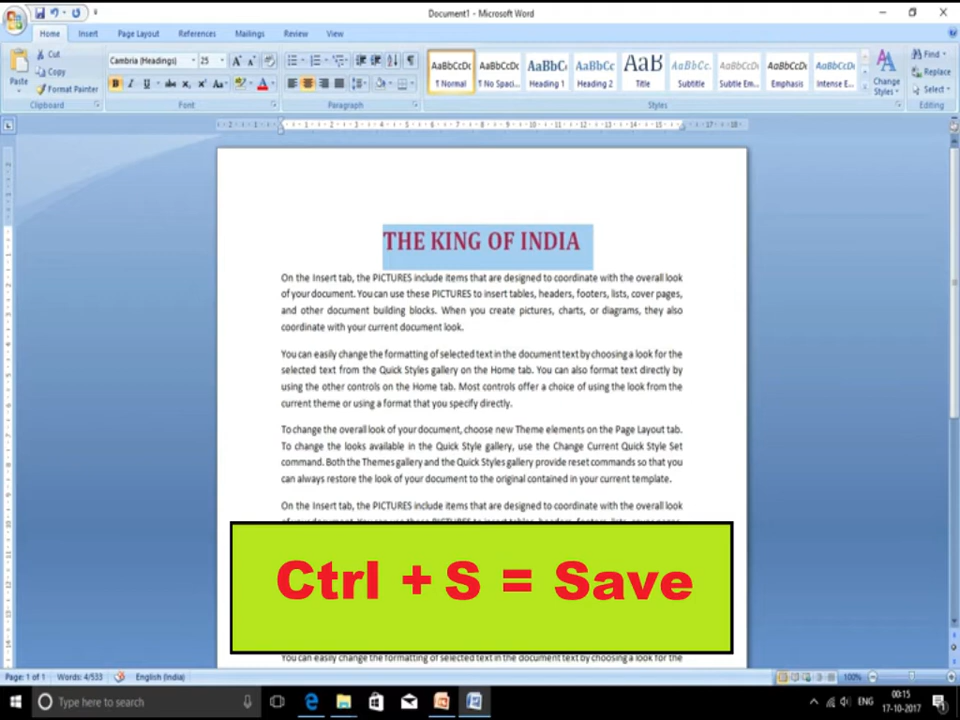 Document1 - Microsoft Word
Home Insert Page Layout References Mailings Review View
Paste
Cut
Copy
Format Painter
Clipboard
Cambria (Headings) 25
Font
Paragraph
AaBbCcDc AaBbCcDc AaBbC AaBbCc AaB AaBbCc. AaBbCcDt AaBbCcDt AaBbCcDt
¶ Normal ¶ No Spaci... Heading 1 Heading 2 Title Subtitle Subtle Em... Emphasis Intense E...
Styles
Change Styles
Find
Replace
Select
Editing
THE KING OF INDIA
On the Insert tab, the PICTURES include items that are designed to coordinate with the overall look
of your document. You can use these PICTURES to insert tables, headers, footers, lists, cover pages,
and other document building blocks. When you create pictures, charts, or diagrams, they also
coordinate with your current document look.
You can easily change the formatting of selected text in the document text by choosing a look for the
selected text from the Quick Styles gallery on the Home tab. You can also format text directly by
using the other controls on the Home tab. Most controls offer a choice of using the look from the
current theme or using a format that you specify directly.
To change the overall look of your document, choose new Theme elements on the Page Layout tab.
To change the looks available in the Quick Style gallery, use the Change Current Quick Style Set
command. Both the Themes gallery and the Quick Styles gallery provide reset commands so that you
can always restore the look of your document to the original contained in your current template.
On the Insert tab, the PICTURES include items that are designed to coordinate with the overall look
Ctrl + S = Save
You can easily change the formatting of selected text in the document text by choosing a look for the
Page: 1 of 1 Words: 4/533 English (India) 100%
Type here to search
ENG
00:15
17-10-2017